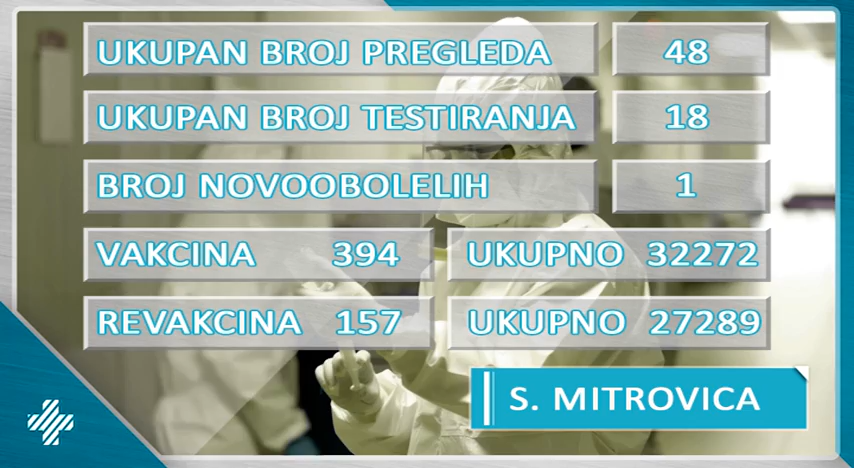 UKUPAN BROJ PREGLEDA 48
UKUPAN BROJ TESTIRANJA 18
BROJ NOVOOBOLELIH 1
VAKCINA 394 UKUPNO 32272
REVAKCINA 157 UKUPNO 27289
S. MITROVICA